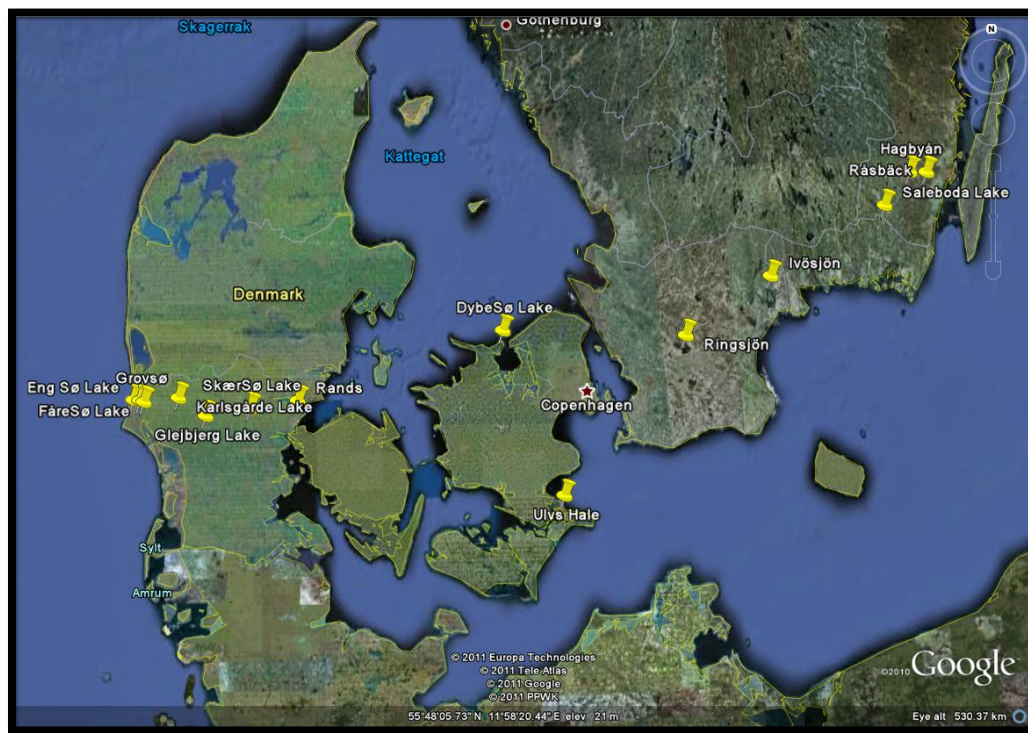 Skagerrak
Gothenburg
N
Kattegat
Hagbyån
Råsbäck
Saleboda Lake
Ivösjön
Denmark
DybeSø Lake
Ringsjön
Grovsø
SkærSø Lake
Rands
Eng Sø Lake
Copenhagen
FåreSø Lake
Karlsgårde Lake
Glejbjerg Lake
Ulvs Hale
Sylt
Amrum
© 2011 Europa Technologies
© 2011 Tele Atlas
© 2011 Google
© 2011 PPWK
©2010 Google
55°48'05.73" N 11°58'20.44" E elev 21 m
Eye alt 530.37 km